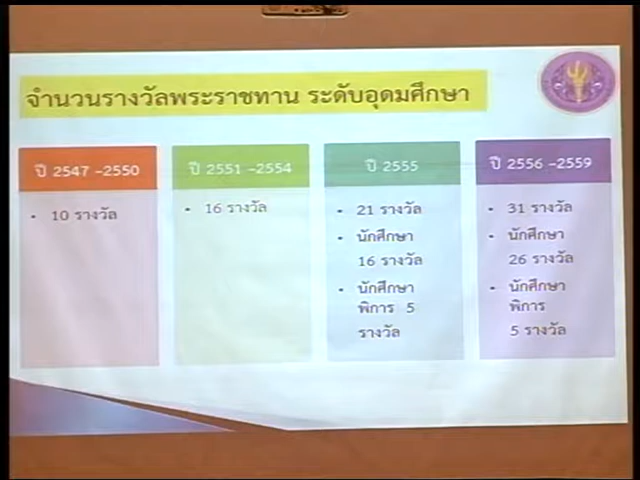 จำนวนรางวัลพระราชทาน ระดับอุดมศึกษา
ปี 2547 –2550
• 10 รางวัล
ปี 2551 –2554
• 16 รางวัล
ปี 2555
• 21 รางวัล
• นักศึกษา
16 รางวัล
• นักศึกษา
พิการ 5
รางวัล
ปี 2556 –2559
• 31 รางวัล
• นักศึกษา
26 รางวัล
• นักศึกษา
พิการ
5 รางวัล